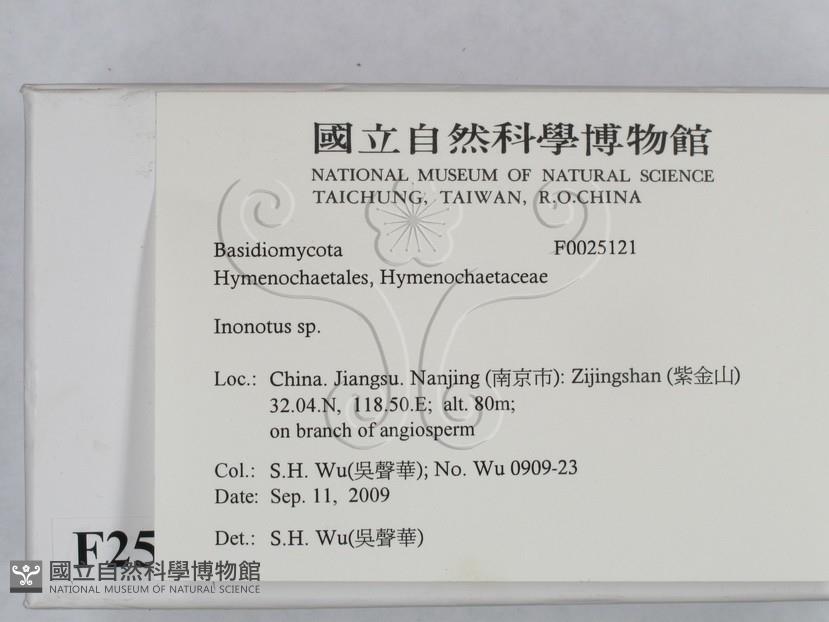 國立自然科學博物館
NATIONAL MUSEUM OF NATURAL SCIENCE
TAICHUNG, TAIWAN, R.O.CHINA
Basidiomycota F0025121
Hymenochaetales, Hymenochaetaceae
Inonotus sp.
Loc.: China. Jiangsu. Nanjing (南京市): Zijingshan (紫金山)
32.04.N, 118.50.E; alt. 80m;
on branch of angiosperm
Col.: S.H. Wu(吳聲華); No. Wu 0909-23
Date: Sep. 11, 2009
Det.: S.H. Wu(吳聲華)
F25
國立自然科學博物館
NATIONAL MUSEUM OF NATURAL SCIENCE